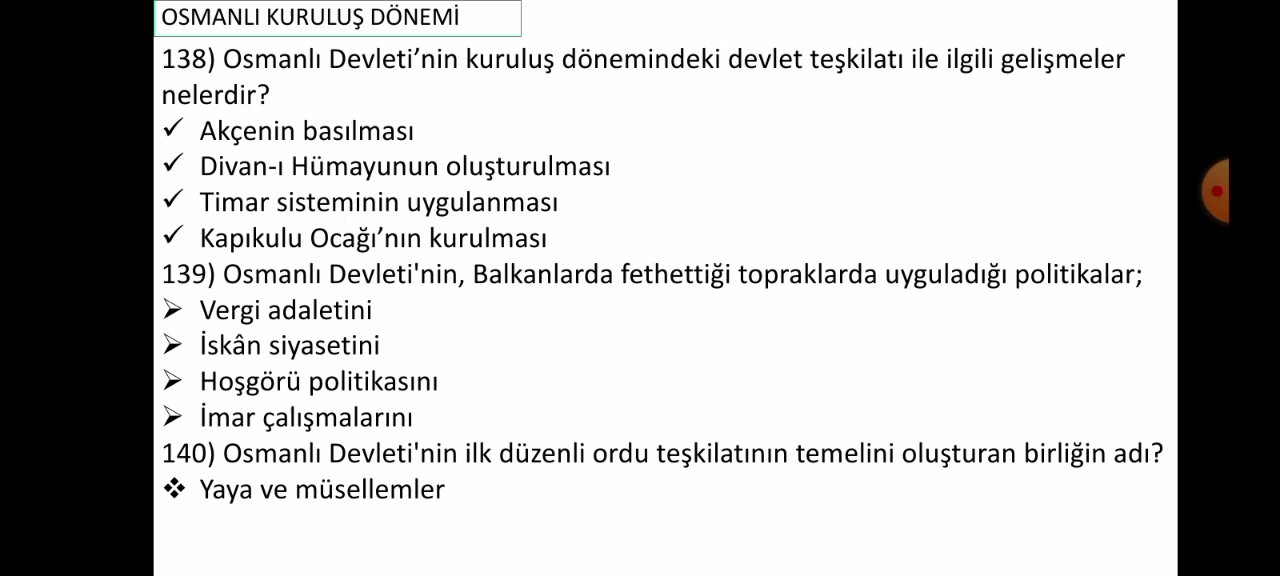 OSMANLI KURULUŞ DÖNEMİ
138) Osmanlı Devleti’nin kuruluş dönemindeki devlet teşkilatı ile ilgili gelişmeler
nelerdir?
✓ Akçenin basılması
✓ Divan-ı Hümayunun oluşturulması
✓ Timar sisteminin uygulanması
✓ Kapıkulu Ocağı’nın kurulması
139) Osmanlı Devleti'nin, Balkanlarda fethettiği topraklarda uyguladığı politikalar;
➢ Vergi adaletini
➢ İskân siyasetini
➢ Hoşgörü politikasını
➢ İmar çalışmalarını
140) Osmanlı Devleti'nin ilk düzenli ordu teşkilatının temelini oluşturan birliğin adı?
❖ Yaya ve müsellemler